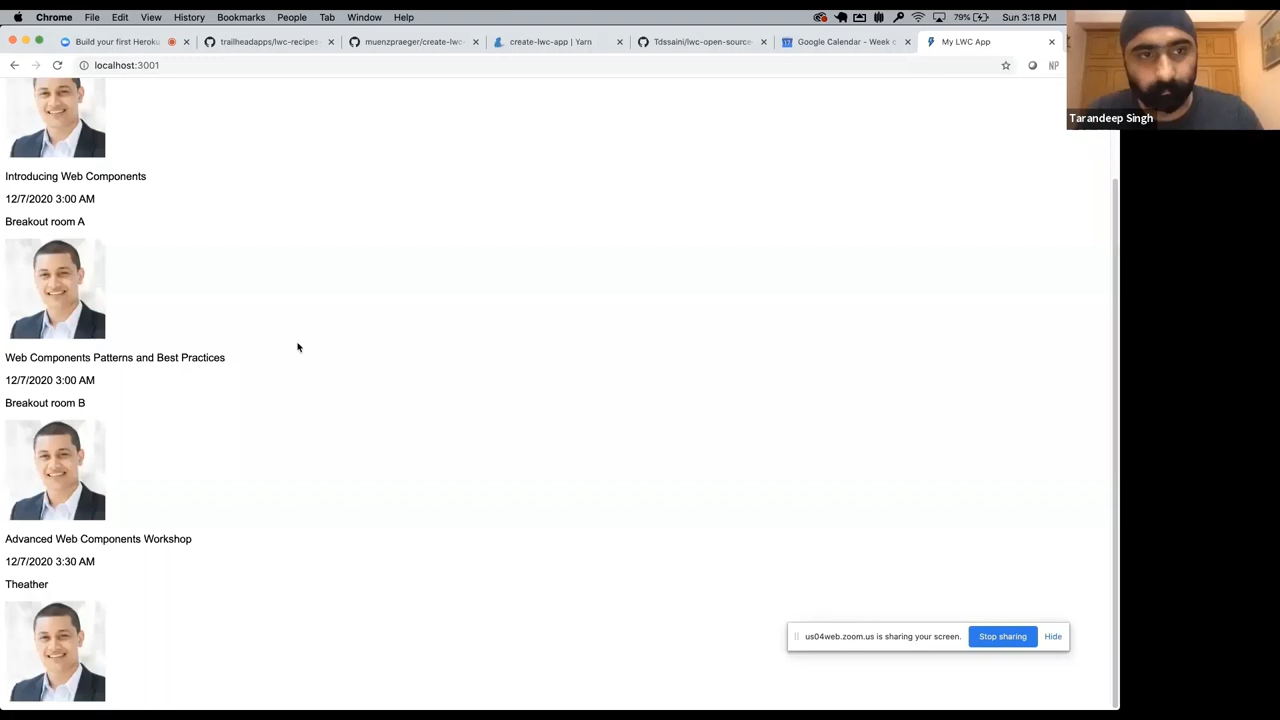 Chrome File Edit View History Bookmarks People Tab Window Help 79% Sun 3:18 PM
Build your first Heroku trailheadapps/lwc-recipes muenzpraeger/create-lwc- create-lwc-app | Yarn Tdssaini/lwc-open-source- Google Calendar - Week o My LWC App
localhost:3001 NP
Tarandeep Singh
Introducing Web Components
12/7/2020 3:00 AM
Breakout room A
Web Components Patterns and Best Practices
12/7/2020 3:00 AM
Breakout room B
Advanced Web Components Workshop
12/7/2020 3:30 AM
Theather
us04web.zoom.us is sharing your screen. Stop sharing Hide